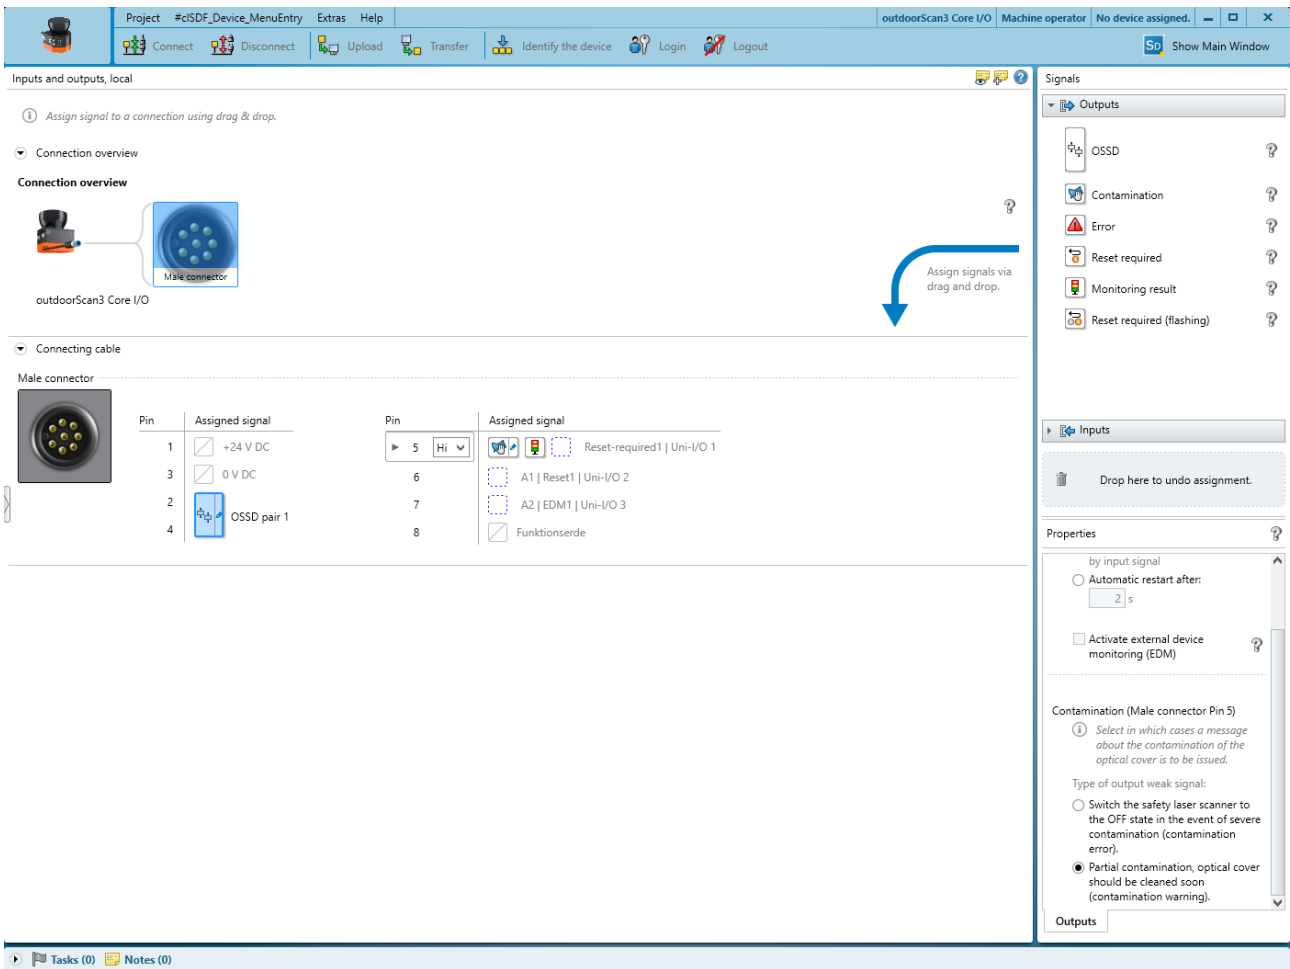 Project #clSDF_Device_MenuEntry Extras Help
outdoorScan3 Core I/O Machine operator No device assigned.
Connect Disconnect Upload Transfer Identify the device Login Logout
SD Show Main Window
Inputs and outputs, local
Assign signal to a connection using drag & drop.
Connection overview
Connection overview
Male connector
outdoorScan3 Core I/O
Assign signals via
drag and drop.
Connecting cable
Male connector
Pin Assigned signal
1 +24 V DC
3 0 V DC
2
OSSD pair 1
4
Pin Assigned signal
5 Hi Reset-required1 | Uni-I/O 1
6 A1 | Reset1 | Uni-I/O 2
7 A2 | EDM1 | Uni-I/O 3
8 Funktionserde
Signals
Outputs
OSSD
Contamination
Error
Reset required
Monitoring result
Reset required (flashing)
Inputs
Drop here to undo assignment.
Properties
by input signal
Automatic restart after:
2 s
Activate external device
monitoring (EDM)
Contamination (Male connector Pin 5)
Select in which cases a message
about the contamination of the
optical cover is to be issued.
Type of output weak signal:
Switch the safety laser scanner to
the OFF state in the event of severe
contamination (contamination
error).
Partial contamination, optical cover
should be cleaned soon
(contamination warning).
Outputs
Tasks (0) Notes (0)